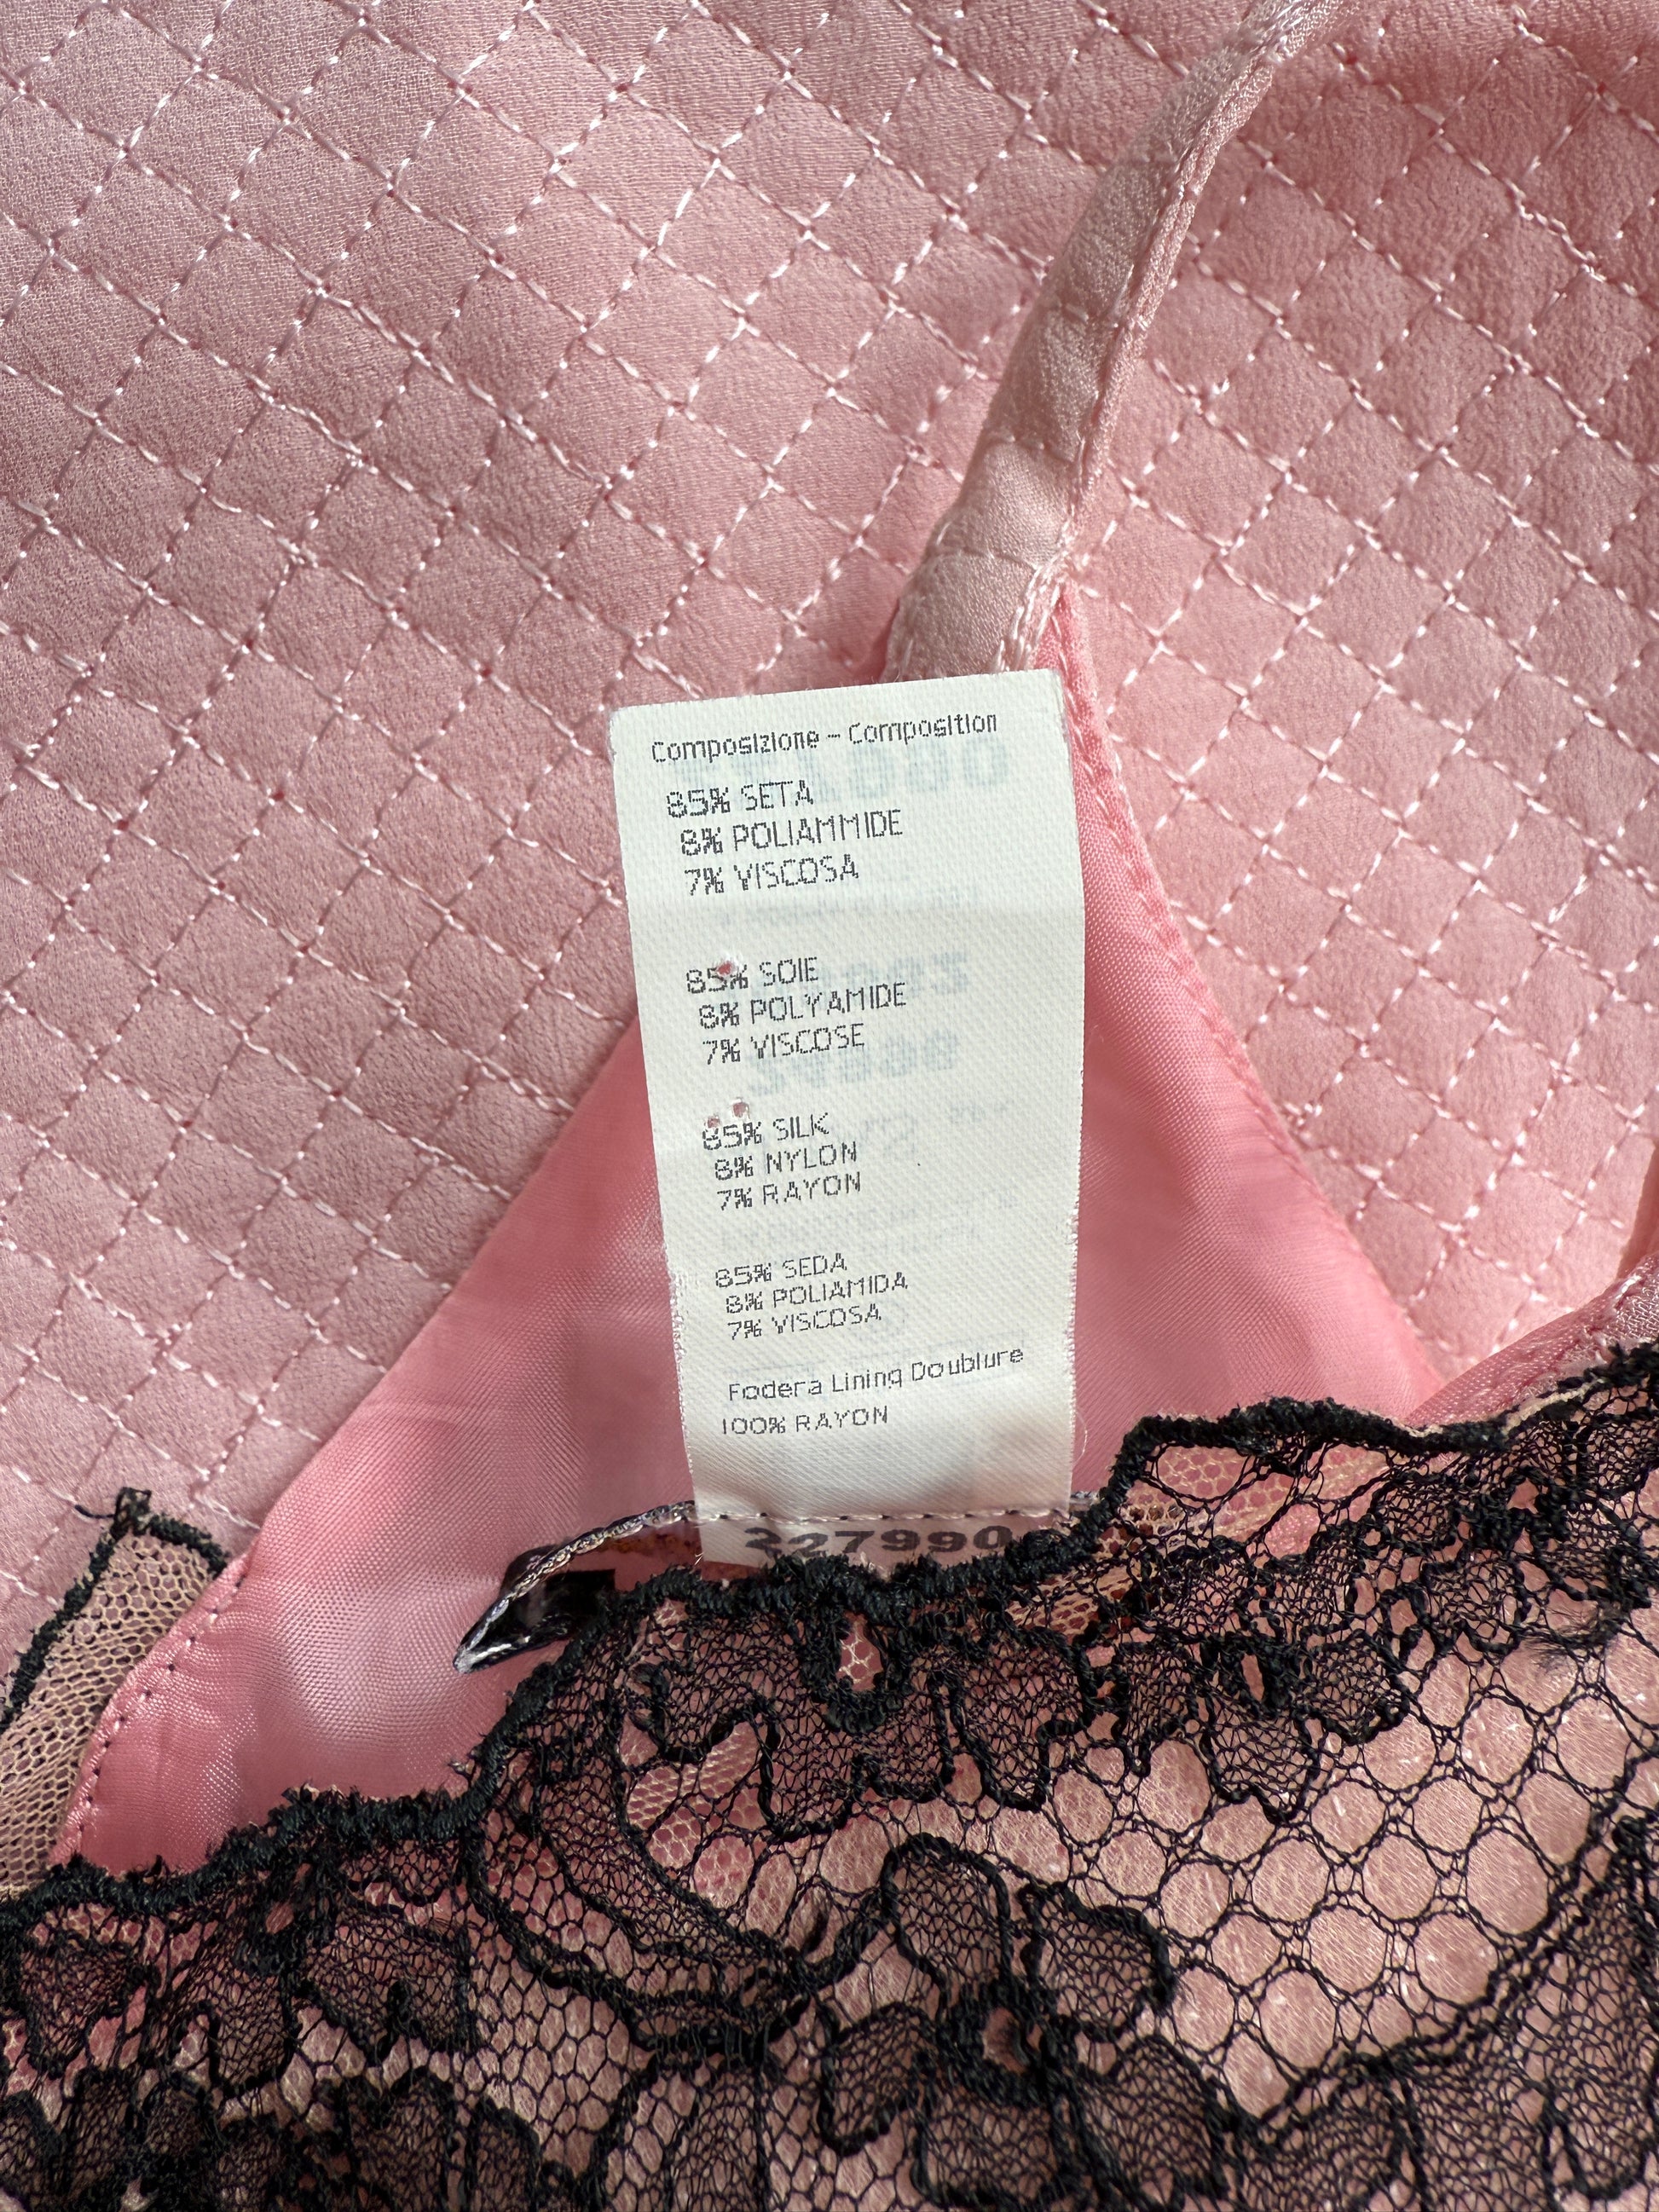 Composizione - Composition
85% SETA
8% POLIAMMIDE
7% VISCOSA
85% SOIE
8% POLYAMIDE
7% VISCOSE
85% SILK
8% NYLON
7% RAYON
85% SEDA
8% POLIAMIDA
7% VISCOSA
Fodera Lining Doublure
100% RAYON
227990